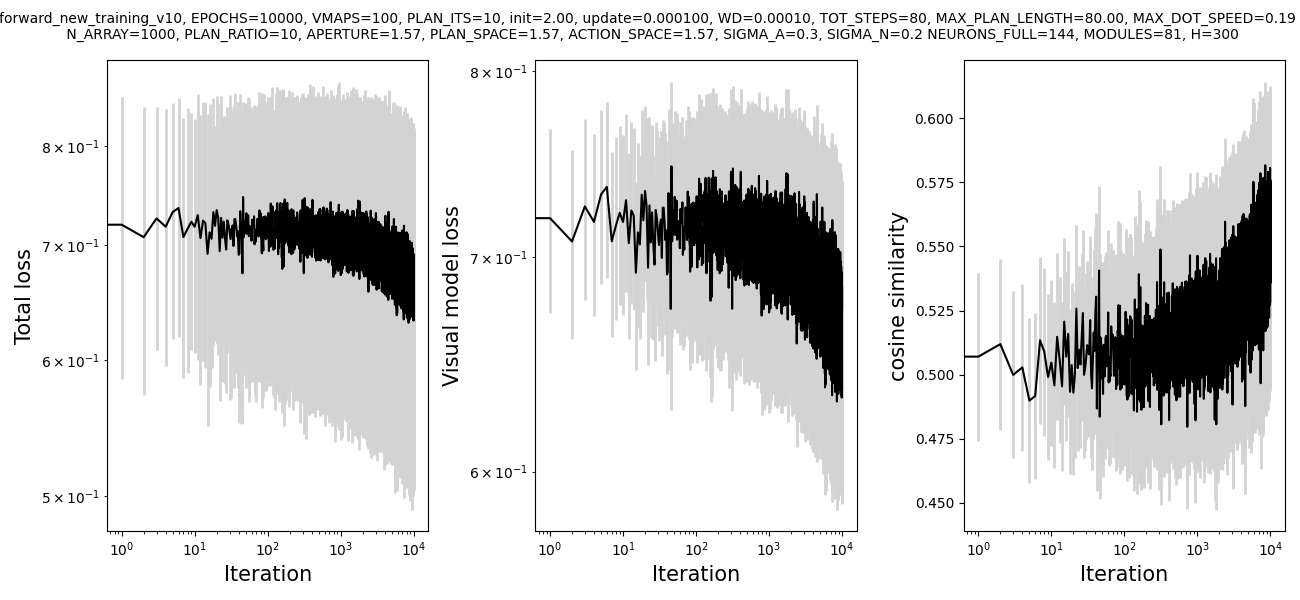 forward_new_training_v10, EPOCHS=10000, VMAPS=100, PLAN_ITS=10, init=2.00, update=0.000100, WD=0.00010, TOT_STEPS=80, MAX_PLAN_LENGTH=80.00, MAX_DOT_SPEED=0.19
N_ARRAY=1000, PLAN_RATIO=10, APERTURE=1.57, PLAN_SPACE=1.57, ACTION_SPACE=1.57, SIGMA_A=0.3, SIGMA_N=0.2 NEURONS_FULL=144, MODULES=81, H=300
Total loss
8 × 10⁻¹
7 × 10⁻¹
6 × 10⁻¹
5 × 10⁻¹
10⁰ 10¹ 10² 10³ 10⁴
Iteration
Visual model loss
8 × 10⁻¹
7 × 10⁻¹
6 × 10⁻¹
10⁰ 10¹ 10² 10³ 10⁴
Iteration
cosine similarity
0.600
0.575
0.550
0.525
0.500
0.475
0.450
10⁰ 10¹ 10² 10³ 10⁴
Iteration